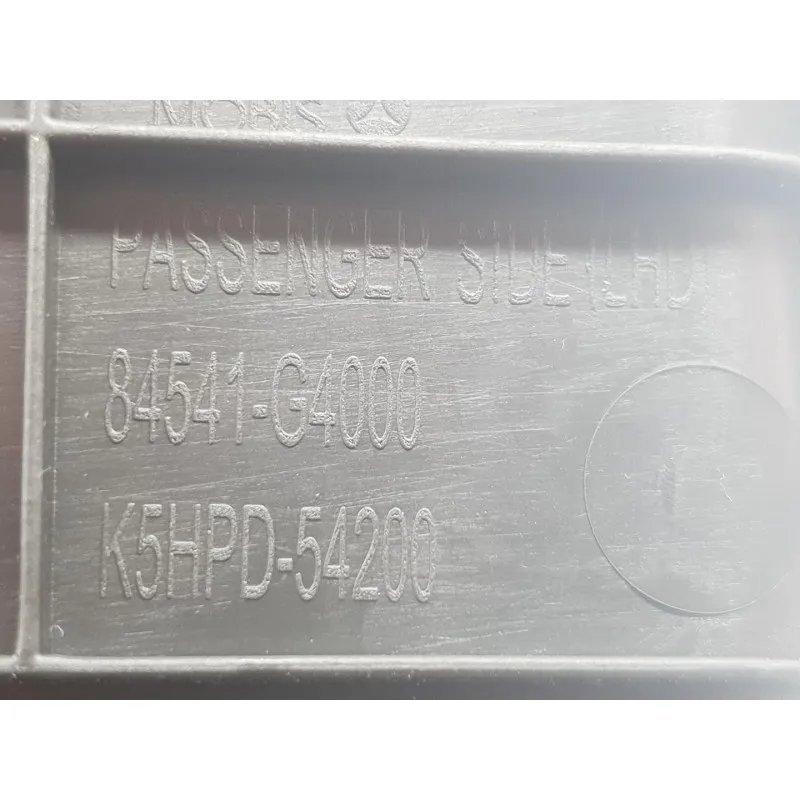 MOBIS
PASSENGER SIDE (LHD)
84541-G4000
K5HPD-54200